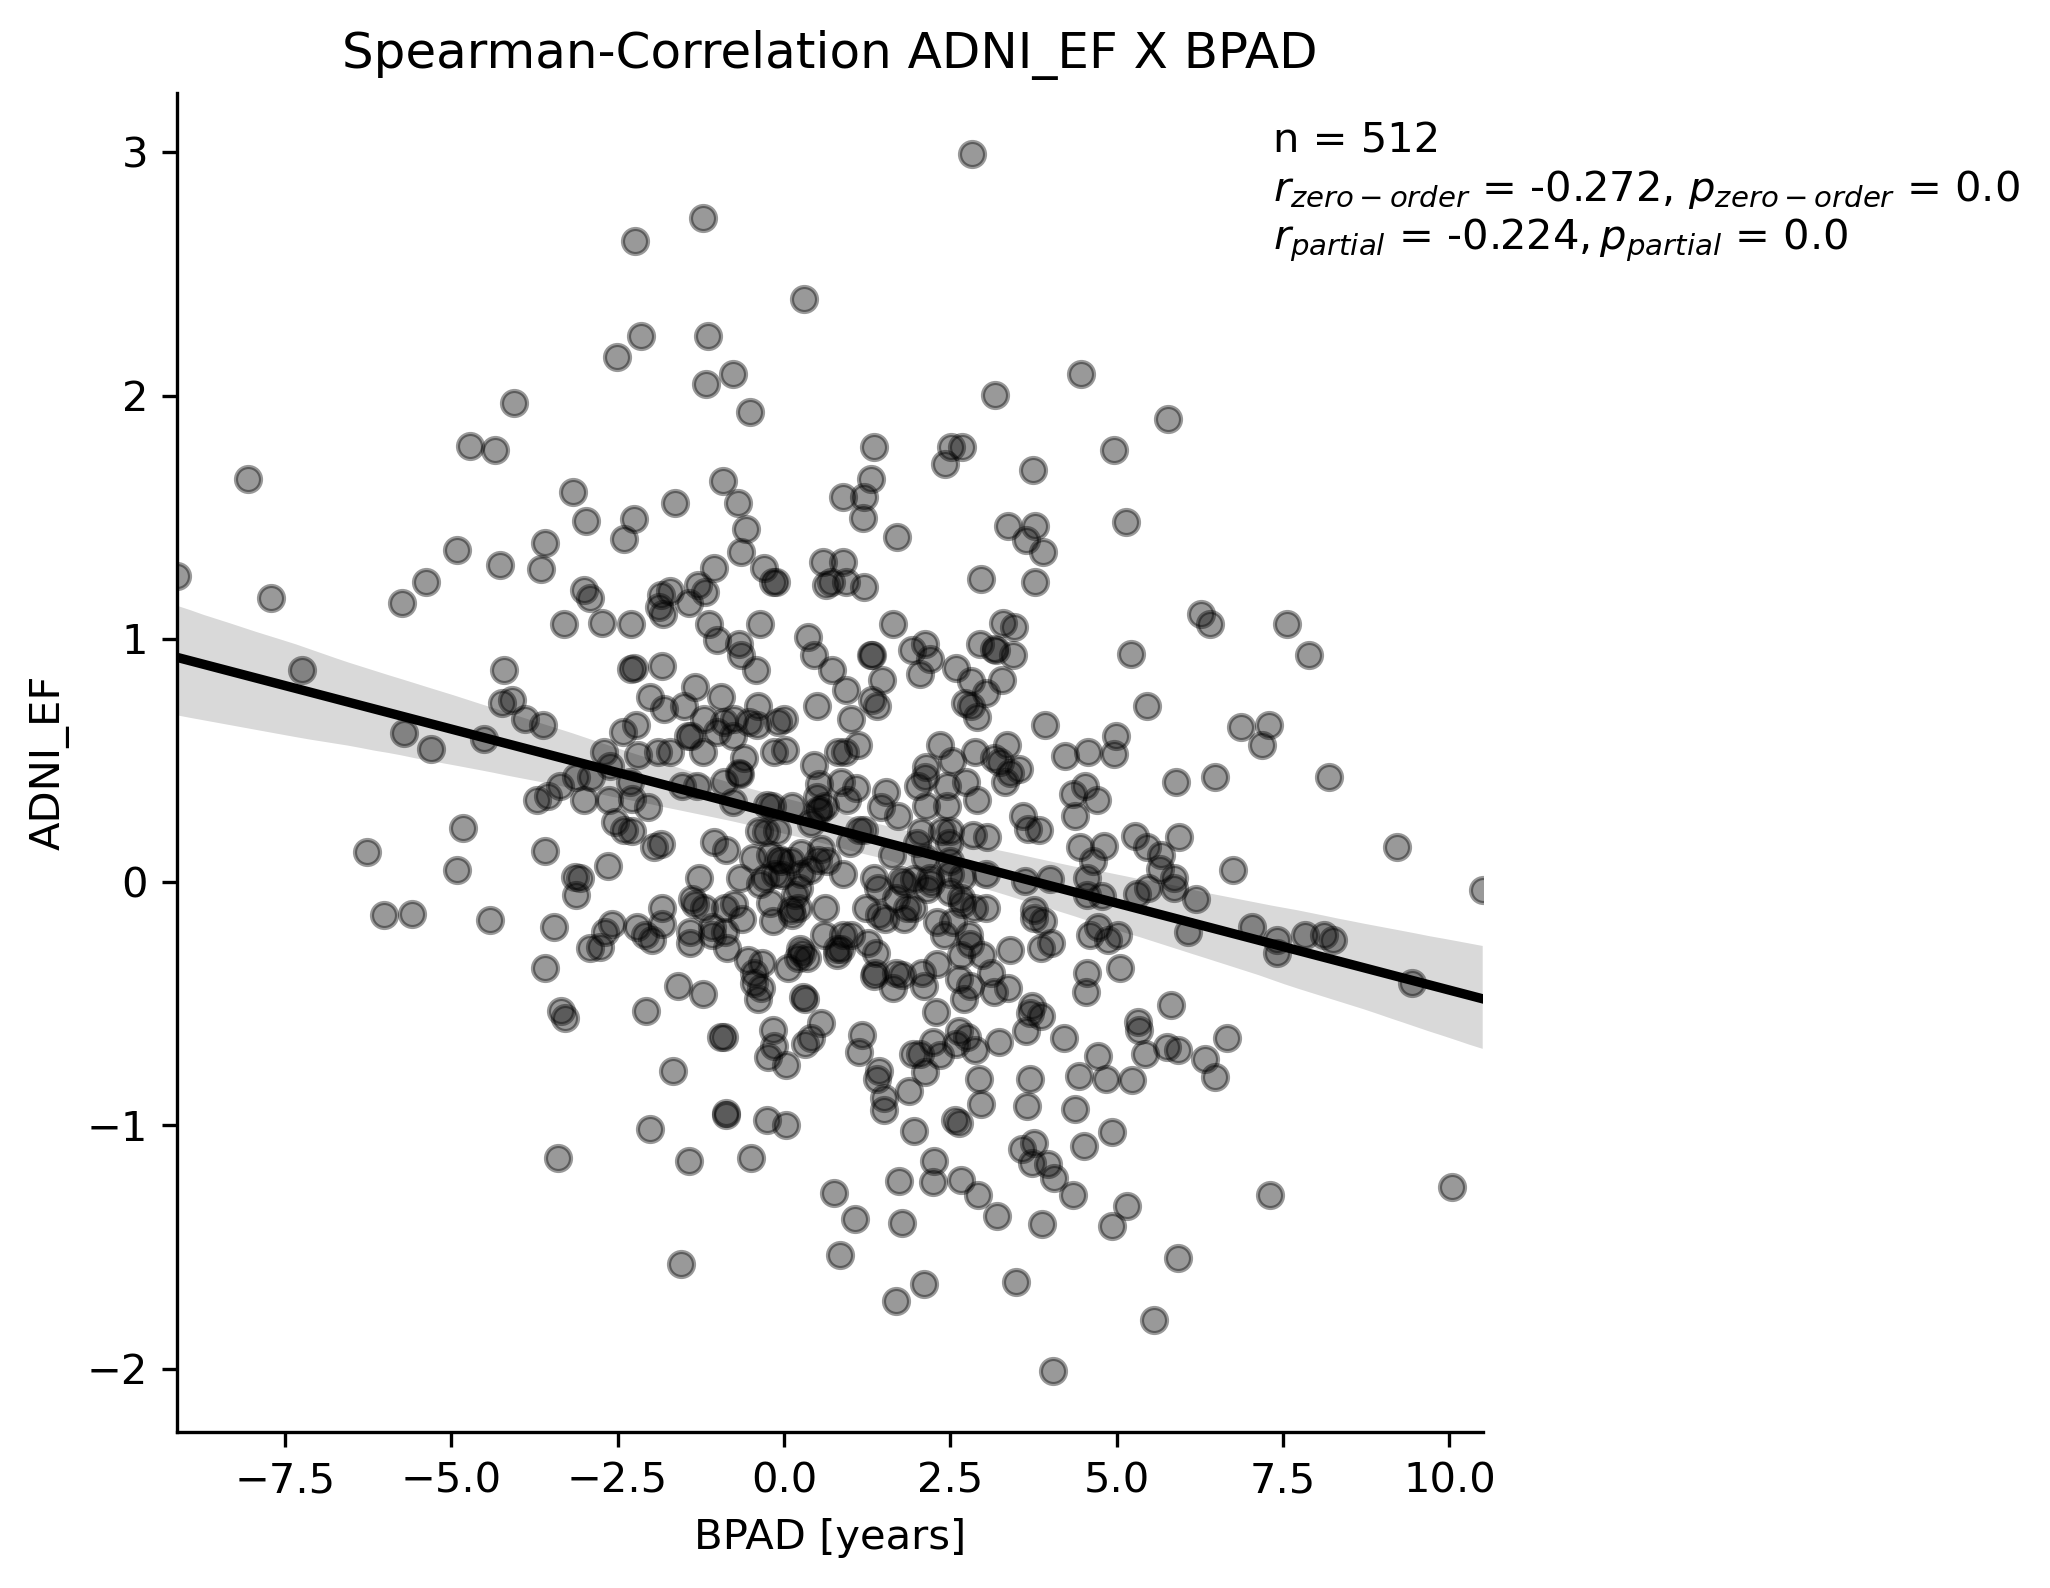 Spearman-Correlation ADNI_EF X BPAD
n = 512
r_zero-order = -0.272, p_zero-order = 0.0
r_partial = -0.224, p_partial = 0.0
3
2
1
0
−1
−2
ADNI_EF
−7.5 −5.0 −2.5 0.0 2.5 5.0 7.5 10.0
BPAD [years]